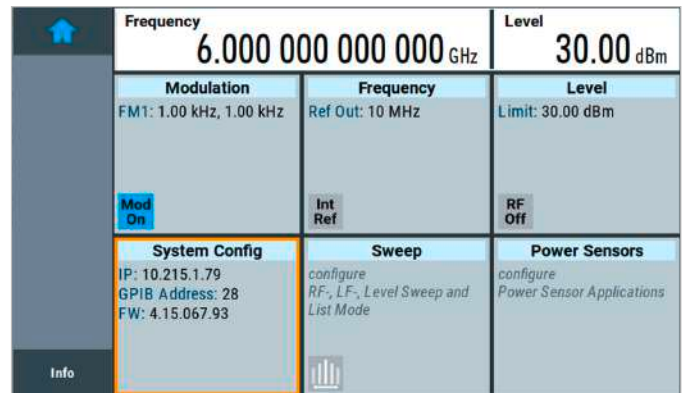 Frequency
6.000 000 000 000 GHz
Level
30.00 dBm
Modulation
FM1: 1.00 kHz, 1.00 kHz
Mod
On
Frequency
Ref Out: 10 MHz
Int
Ref
Level
Limit: 30.00 dBm
RF
Off
System Config
IP: 10.215.1.79
GPIB Address: 28
FW: 4.15.067.93
Sweep
configure
RF-, LF-, Level Sweep and
List Mode
Power Sensors
configure
Power Sensor Applications
Info